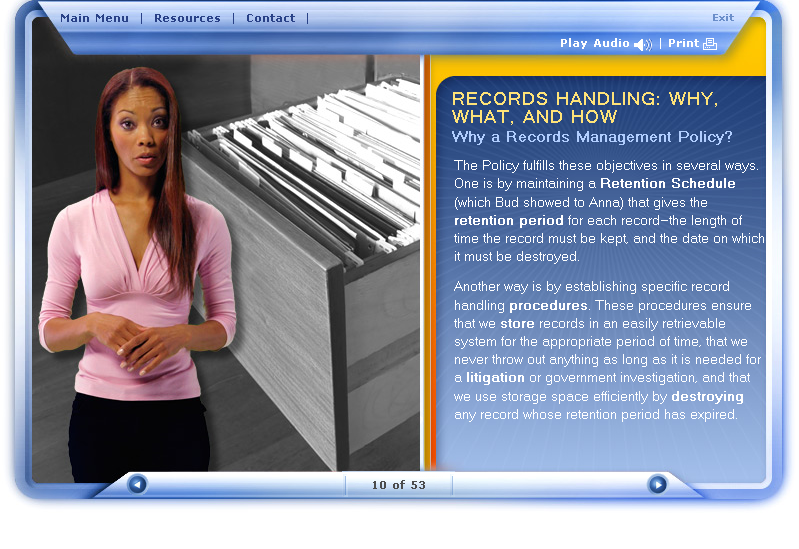 Main Menu | Resources | Contact |
Exit
Play Audio | Print
RECORDS HANDLING: WHY,
WHAT, AND HOW
Why a Records Management Policy?
The Policy fulfills these objectives in several ways.
One is by maintaining a Retention Schedule
(which Bud showed to Anna) that gives the
retention period for each record–the length of
time the record must be kept, and the date on which
it must be destroyed.
Another way is by establishing specific record
handling procedures. These procedures ensure
that we store records in an easily retrievable
system for the appropriate period of time, that we
never throw out anything as long as it is needed for
a litigation or government investigation, and that
we use storage space efficiently by destroying
any record whose retention period has expired.
10 of 53